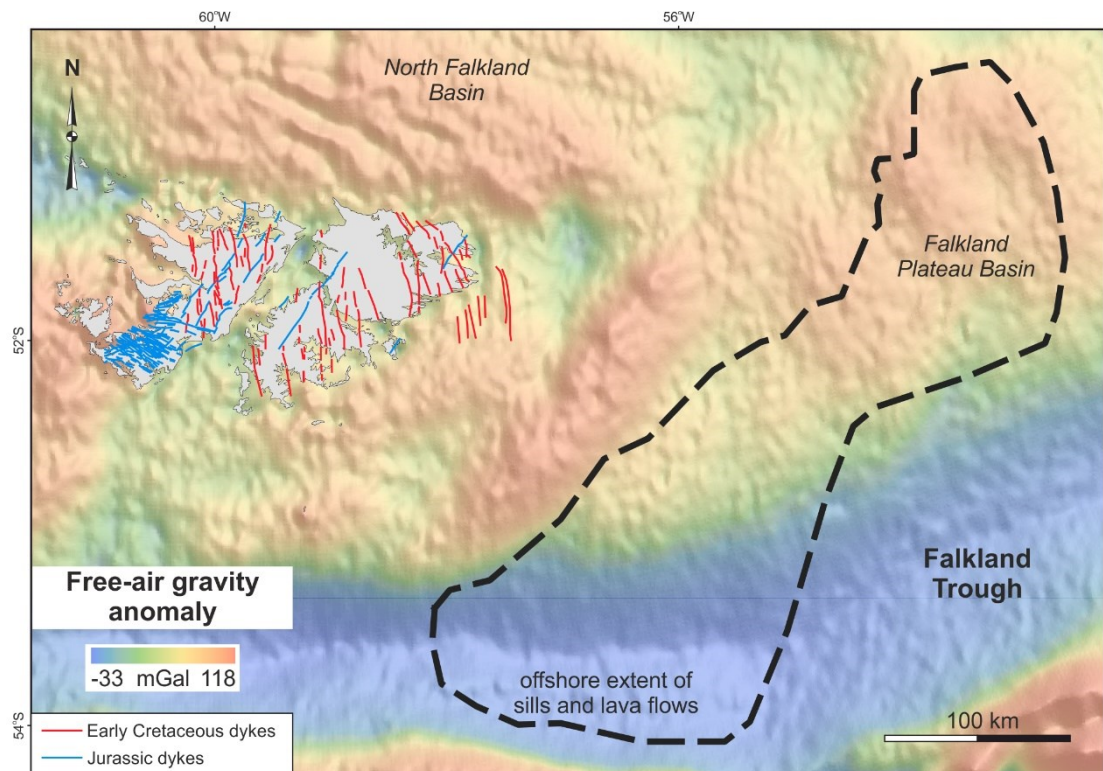 60°W
56°W
N
North Falkland
Basin
Falkland
Plateau Basin
52°S
Falkland
Trough
Free-air gravity
anomaly
-33 mGal 118
offshore extent of
sills and lava flows
54°S
100 km
Early Cretaceous dykes
Jurassic dykes